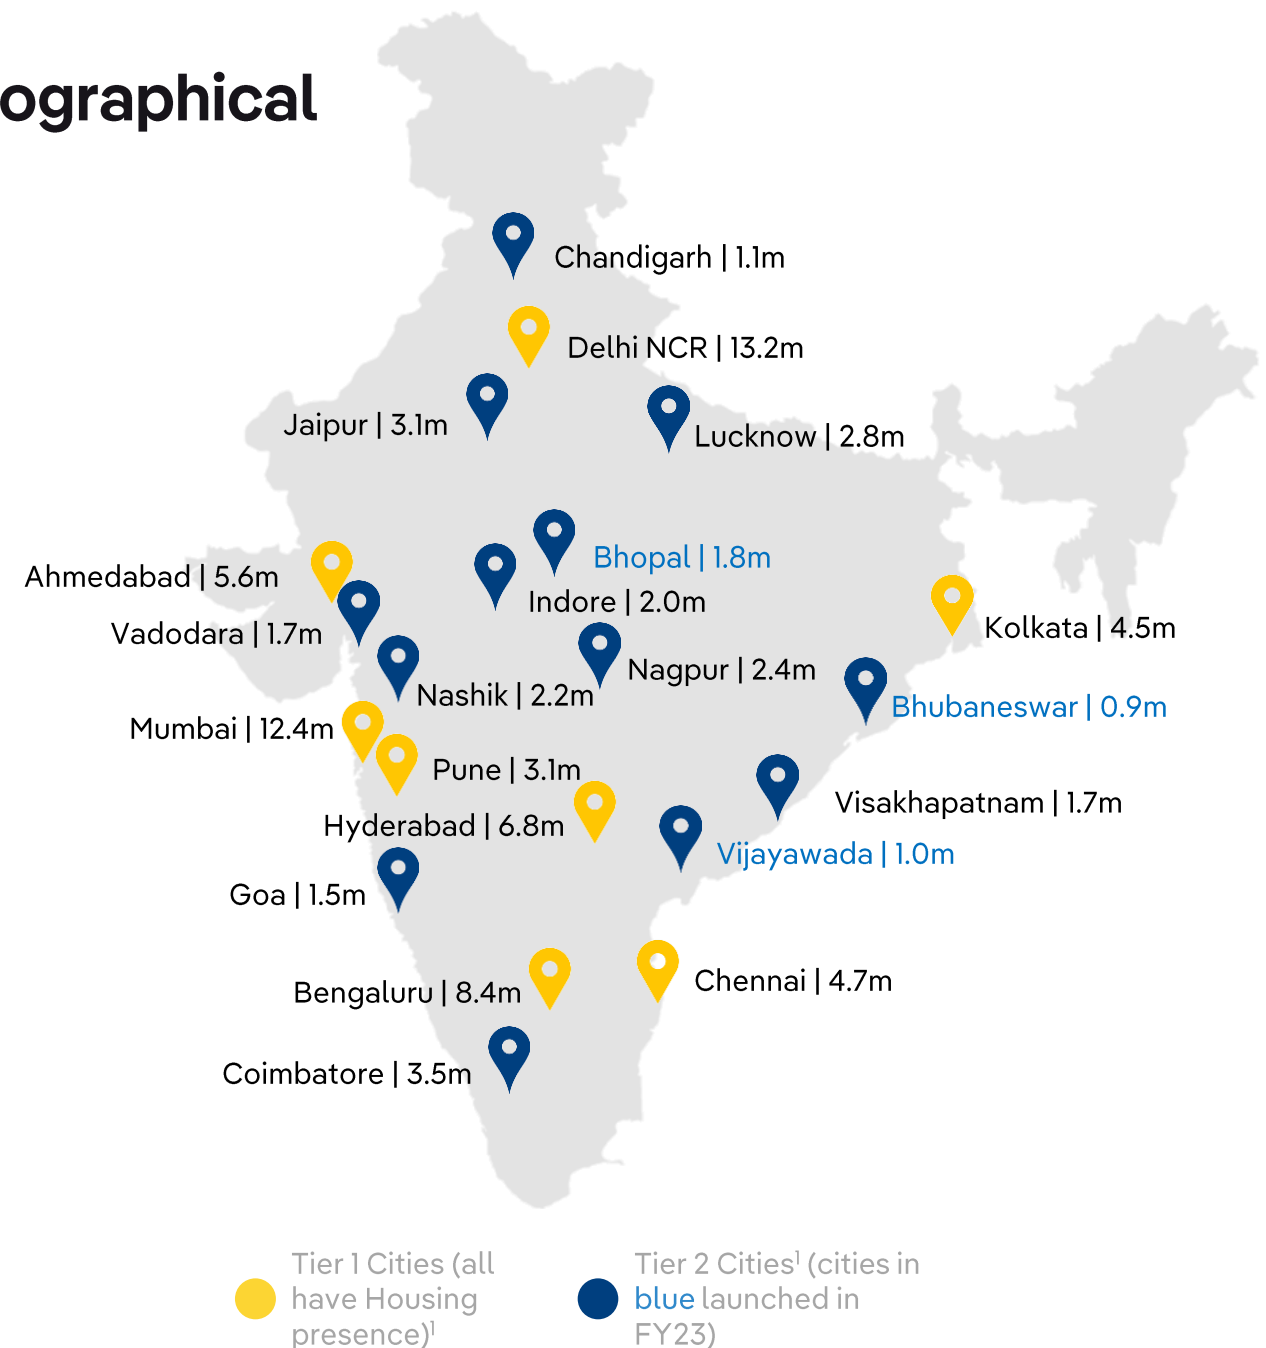 ographical
Chandigarh | 1.1m
Delhi NCR | 13.2m
Jaipur | 3.1m
Lucknow | 2.8m
Bhopal | 1.8m
Ahmedabad | 5.6m
Indore | 2.0m
Kolkata | 4.5m
Vadodara | 1.7m
Nagpur | 2.4m
Nashik | 2.2m
Bhubaneswar | 0.9m
Mumbai | 12.4m
Pune | 3.1m
Visakhapatnam | 1.7m
Hyderabad | 6.8m
Vijayawada | 1.0m
Goa | 1.5m
Chennai | 4.7m
Bengaluru | 8.4m
Coimbatore | 3.5m
Tier 1 Cities (all
have Housing
presence)¹
Tier 2 Cities¹ (cities in
blue launched in
FY23)